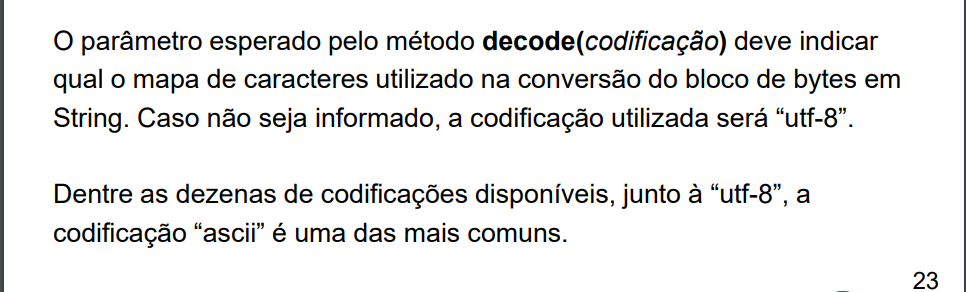 O parâmetro esperado pelo método decode(codificação) deve indicar
qual o mapa de caracteres utilizado na conversão do bloco de bytes em
String. Caso não seja informado, a codificação utilizada será “utf-8”.
Dentre as dezenas de codificações disponíveis, junto à “utf-8”, a
codificação “ascii” é uma das mais comuns.
23